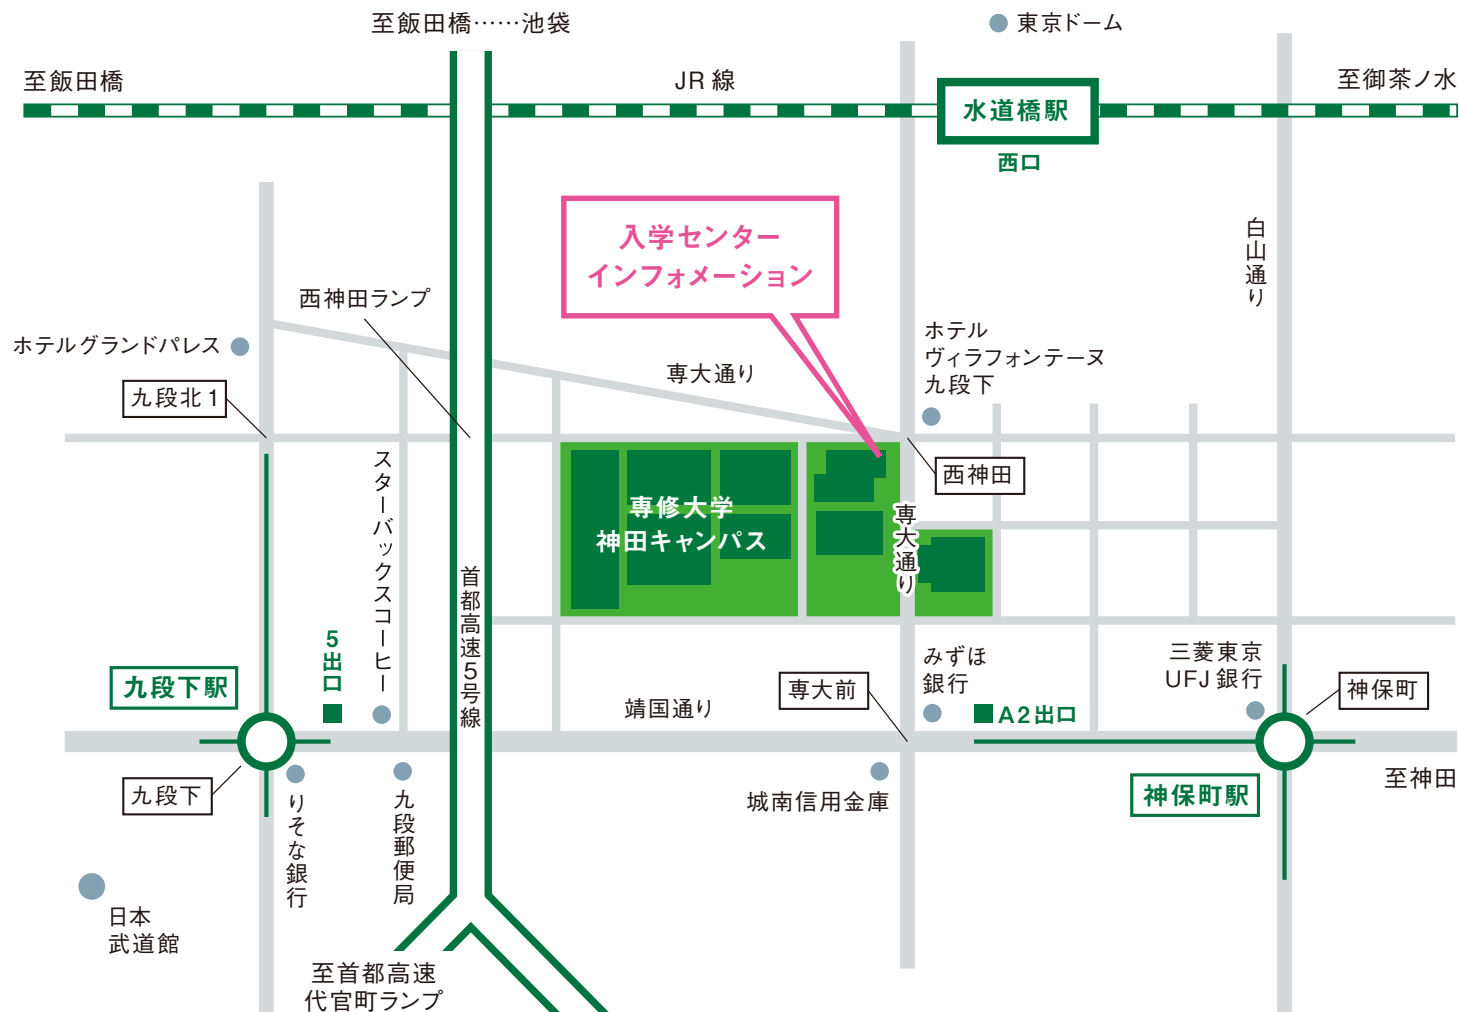 至飯田橋……池袋
東京ドーム
至飯田橋
JR 線
至御茶ノ水
水道橋駅
西口
白山通り
入学センター
インフォメーション
西神田ランプ
ホテルグランドパレス
ホテル
ヴィラフォンテーヌ
九段下
専大通り
九段北1
西神田
スターバックスコーヒー
専修大学
神田キャンパス
専大通り
首都高速5号線
5出口
九段下駅
みずほ
銀行
三菱東京
UFJ 銀行
専大前
神保町
靖国通り
A2出口
九段下
りそな銀行
九段郵便局
城南信用金庫
神保町駅
至神田
日本
武道館
至首都高速
代官町ランプ